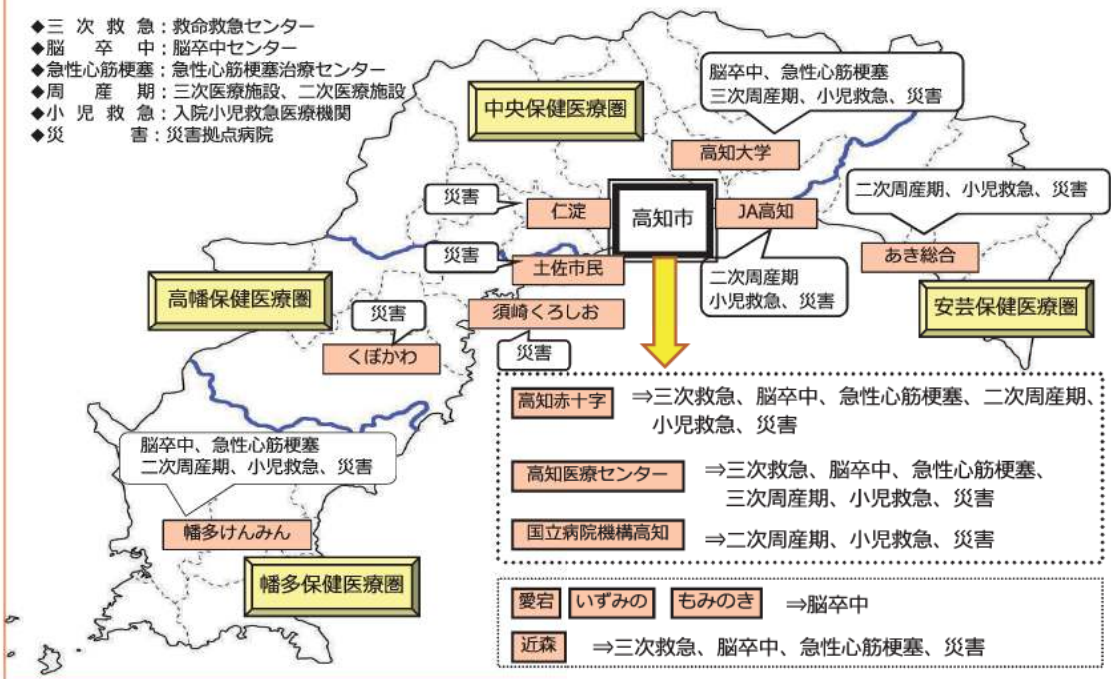 ◆三次救急：救命救急センター
◆脳卒中：脳卒中センター
◆急性心筋梗塞：急性心筋梗塞治療センター
◆周産期：三次医療施設、二次医療施設
◆小児救急：入院小児救急医療機関
◆災害：災害拠点病院
中央保健医療圏
脳卒中、急性心筋梗塞
三次周産期、小児救急、災害
高知大学
災害
仁淀
高知市
JA高知
二次周産期、小児救急、災害
あき総合
災害
土佐市民
二次周産期
小児救急、災害
高幡保健医療圏
須崎くろしお
安芸保健医療圏
災害
くぼかわ
災害
高知赤十字
⇒三次救急、脳卒中、急性心筋梗塞、二次周産期、
小児救急、災害
脳卒中、急性心筋梗塞
二次周産期、小児救急、災害
高知医療センター
⇒三次救急、脳卒中、急性心筋梗塞、
三次周産期、小児救急、災害
幡多けんみん
国立病院機構高知
⇒二次周産期、小児救急、災害
幡多保健医療圏
愛宕 いずみの もみのき ⇒脳卒中
近森 ⇒三次救急、脳卒中、急性心筋梗塞、災害